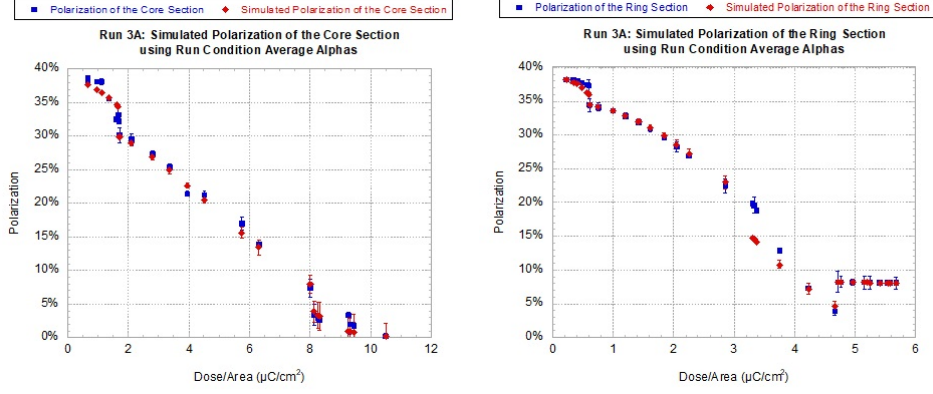 Polarization of the Core Section Simulated Polarization of the Core Section
Run 3A: Simulated Polarization of the Core Section
using Run Condition Average Alphas
40%
35%
30%
25%
20%
15%
10%
5%
0%
Polarization
0 2 4 6 8 10 12
Dose/Area (µC/cm²)
Polarization of the Ring Section Simulated Polarization of the Ring Section
Run 3A: Simulated Polarization of the Ring Section
using Run Condition Average Alphas
40%
35%
30%
25%
20%
15%
10%
5%
0%
Polarization
0 1 2 3 4 5 6
Dose/Area (µC/cm²)